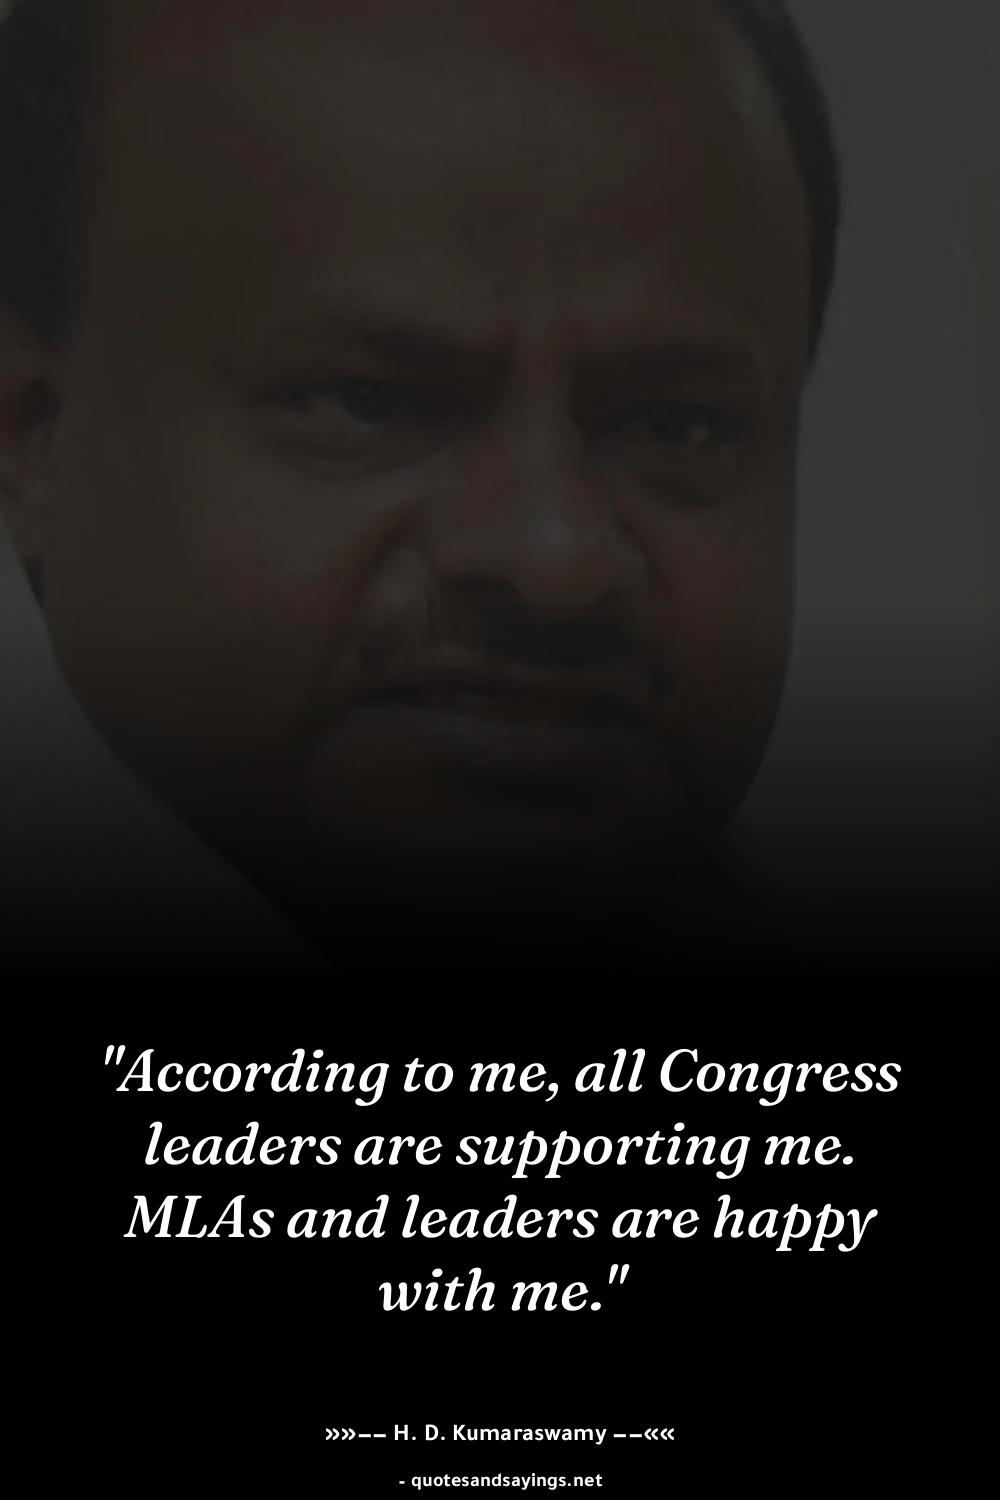 "According to me, all Congress
leaders are supporting me.
MLAs and leaders are happy
with me."
»»−− H. D. Kumaraswamy −−««
- quotesandsayings.net